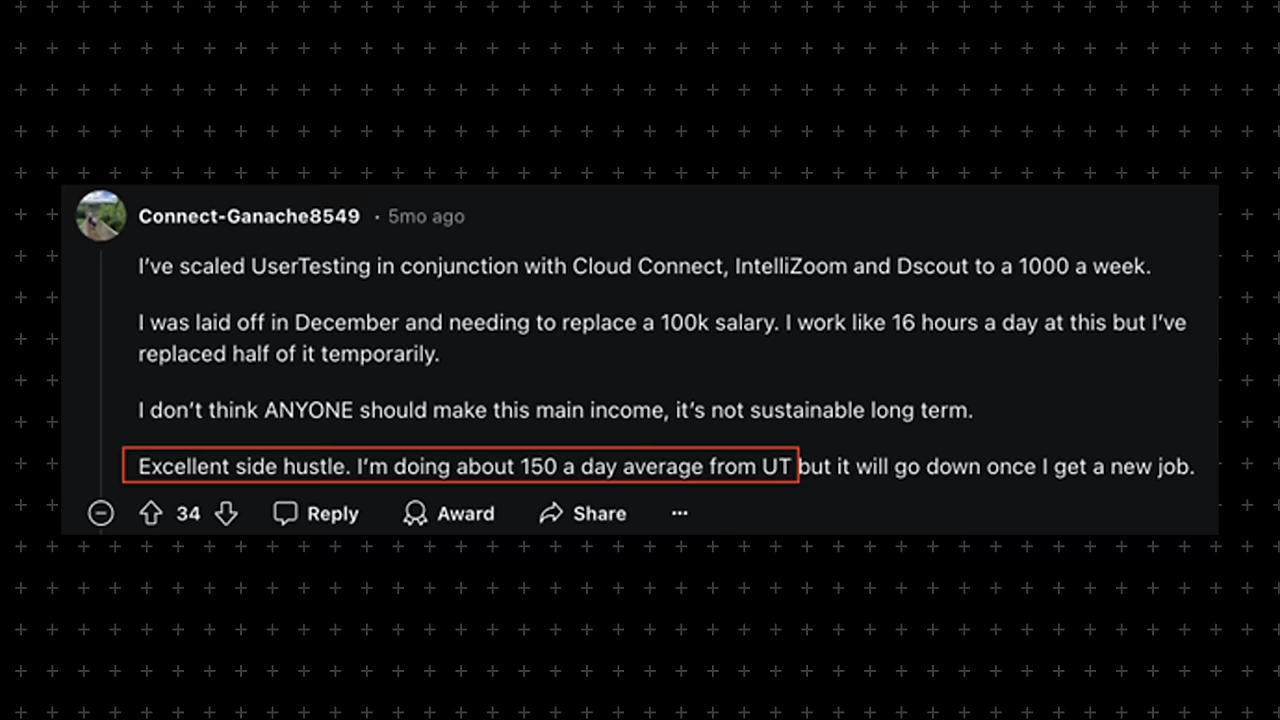 Connect-Ganache8549 · 5mo ago
I’ve scaled UserTesting in conjunction with Cloud Connect, IntelliZoom and Dscout to a 1000 a week.
I was laid off in December and needing to replace a 100k salary. I work like 16 hours a day at this but I’ve
replaced half of it temporarily.
I don’t think ANYONE should make this main income, it’s not sustainable long term.
Excellent side hustle. I’m doing about 150 a day average from UT but it will go down once I get a new job.
34 Reply Award Share ···